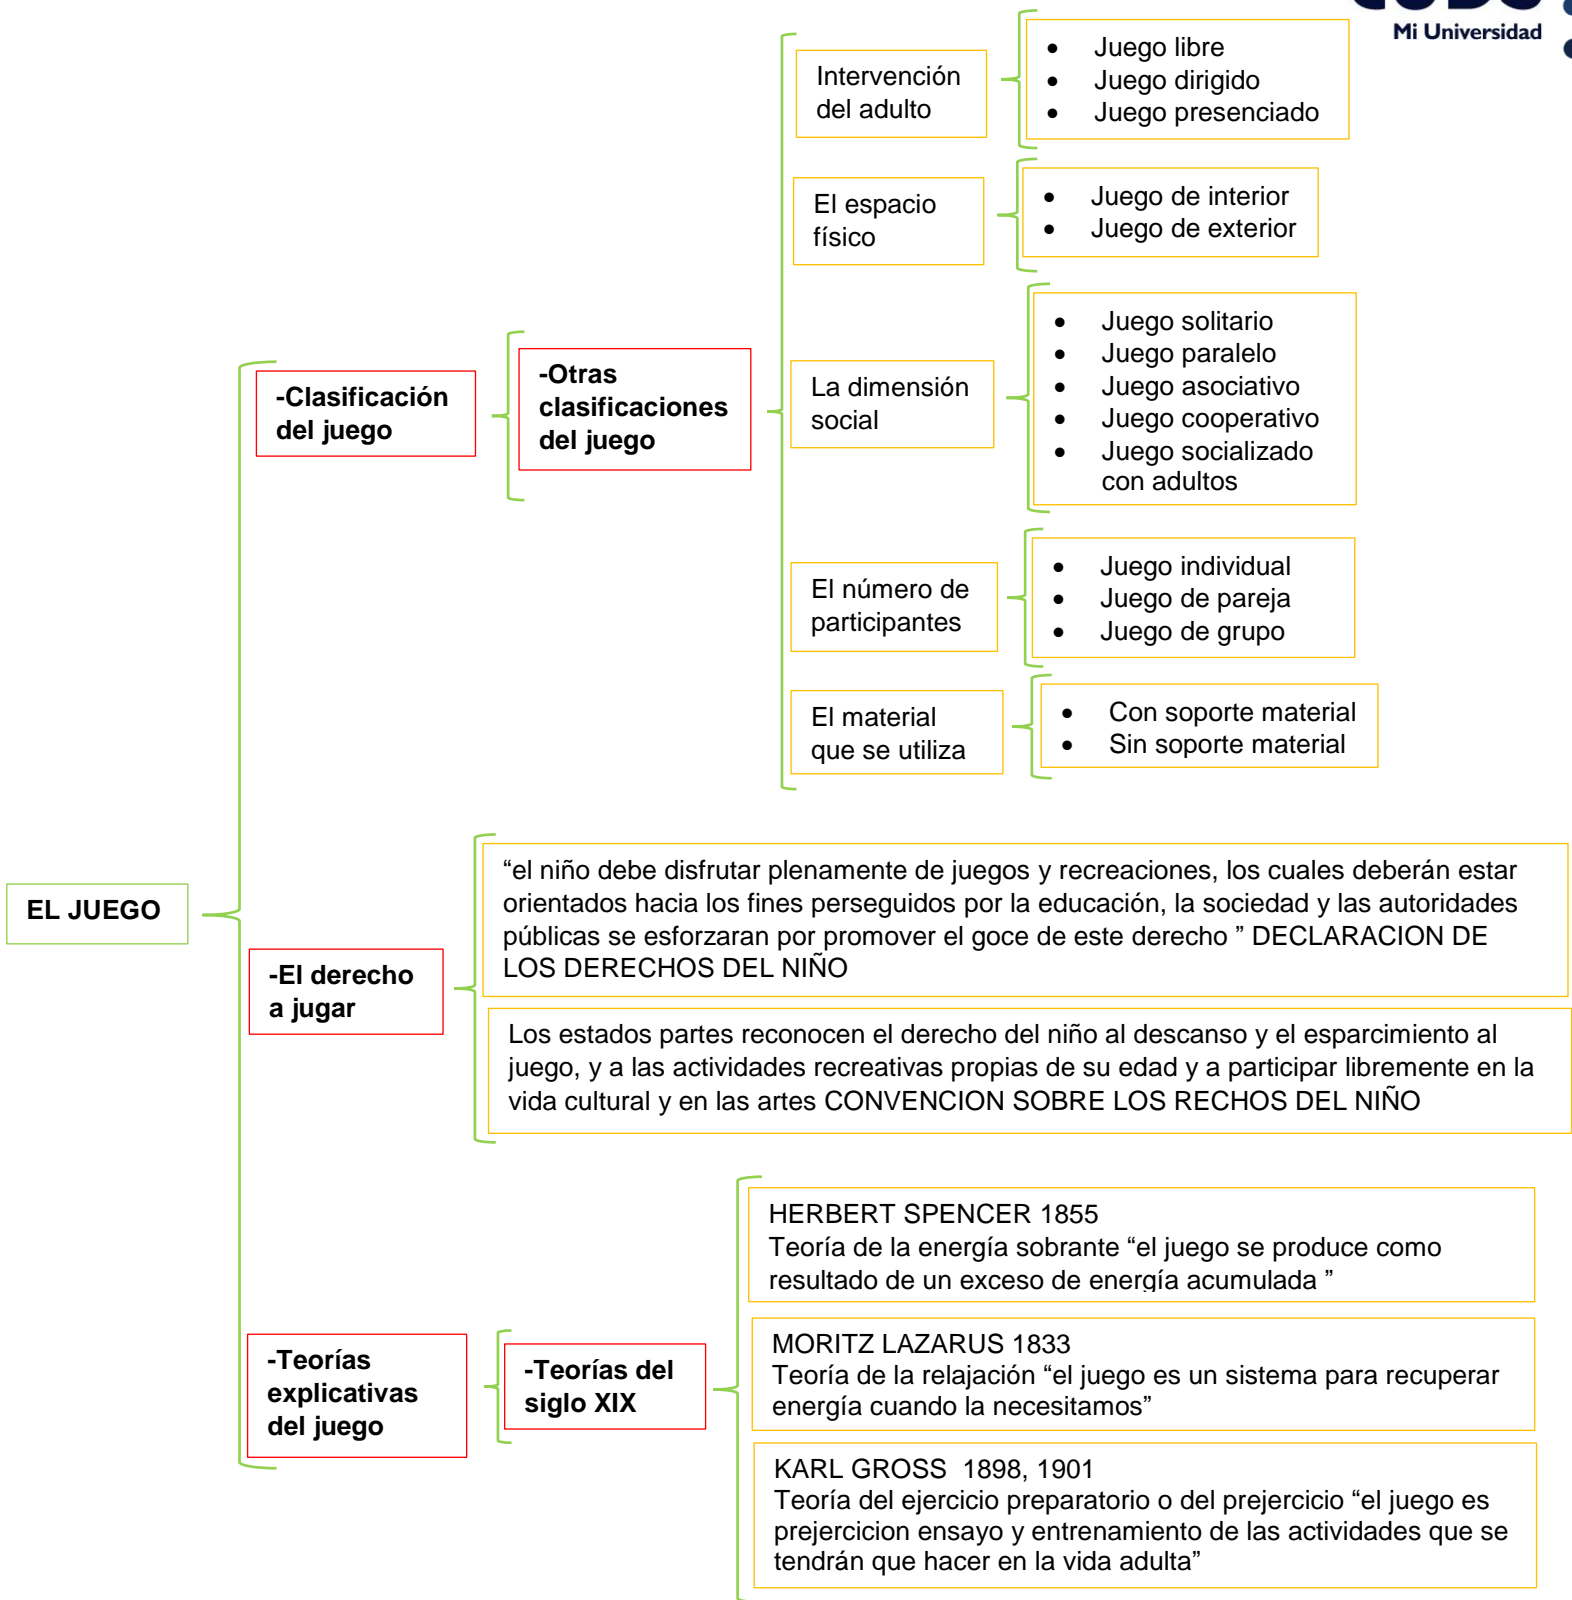 Mi Universidad
Intervención
del adulto
• Juego libre
• Juego dirigido
• Juego presenciado
El espacio
físico
• Juego de interior
• Juego de exterior
-Clasificación
del juego
-Otras
clasificaciones
del juego
La dimensión
social
• Juego solitario
• Juego paralelo
• Juego asociativo
• Juego cooperativo
• Juego socializado
con adultos
El número de
participantes
• Juego individual
• Juego de pareja
• Juego de grupo
El material
que se utiliza
• Con soporte material
• Sin soporte material
EL JUEGO
-El derecho
a jugar
“el niño debe disfrutar plenamente de juegos y recreaciones, los cuales deberán estar
orientados hacia los fines perseguidos por la educación, la sociedad y las autoridades
públicas se esforzaran por promover el goce de este derecho ” DECLARACION DE
LOS DERECHOS DEL NIÑO
Los estados partes reconocen el derecho del niño al descanso y el esparcimiento al
juego, y a las actividades recreativas propias de su edad y a participar libremente en la
vida cultural y en las artes CONVENCION SOBRE LOS RECHOS DEL NIÑO
-Teorías
explicativas
del juego
-Teorías del
siglo XIX
HERBERT SPENCER 1855
Teoría de la energía sobrante “el juego se produce como
resultado de un exceso de energía acumulada ”
MORITZ LAZARUS 1833
Teoría de la relajación “el juego es un sistema para recuperar
energía cuando la necesitamos”
KARL GROSS  1898, 1901
Teoría del ejercicio preparatorio o del prejercicio “el juego es
prejercicion ensayo y entrenamiento de las actividades que se
tendrán que hacer en la vida adulta”